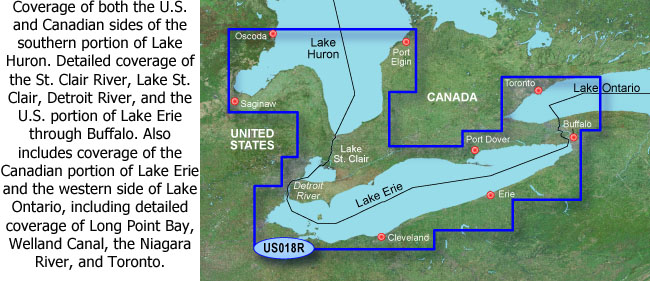 Coverage of both the U.S.
and Canadian sides of the
southern portion of Lake
Huron. Detailed coverage of
the St. Clair River, Lake St.
Clair, Detroit River, and the
U.S. portion of Lake Erie
through Buffalo. Also
includes coverage of the
Canadian portion of Lake Erie
and the western side of Lake
Ontario, including detailed
coverage of Long Point Bay,
Welland Canal, the Niagara
River, and Toronto.
Oscoda
Lake
Huron
Port
Elgin
Saginaw
CANADA
Toronto
Lake Ontario
UNITED
STATES
Buffalo
Port Dover
Lake
St. Clair
Detroit
River
Lake Erie
Erie
Cleveland
US018R